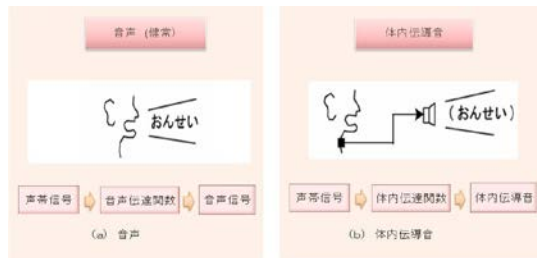 音声 (健常)
おんせい
声帯信号 音声伝達関数 音声信号
(a) 音声
体内伝導音
(おんせい)
声帯信号 体内伝達関数 体内伝導音
(b) 体内伝導音